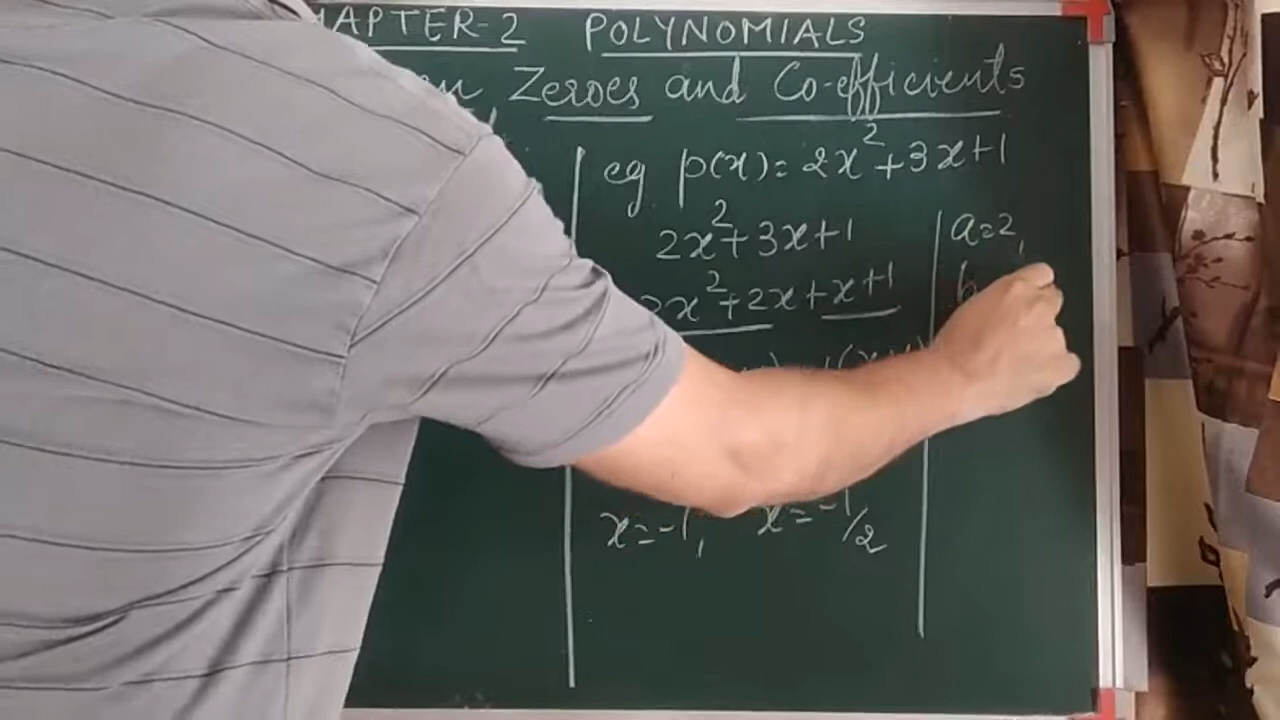 APTER-2 POLYNOMIALS
Zeroes and Co-efficients
eg p(x)=2x²+3x+1
2x²+3x+1
2x²+2x+x+1
x=-1, x=-1/2
a=2,
b